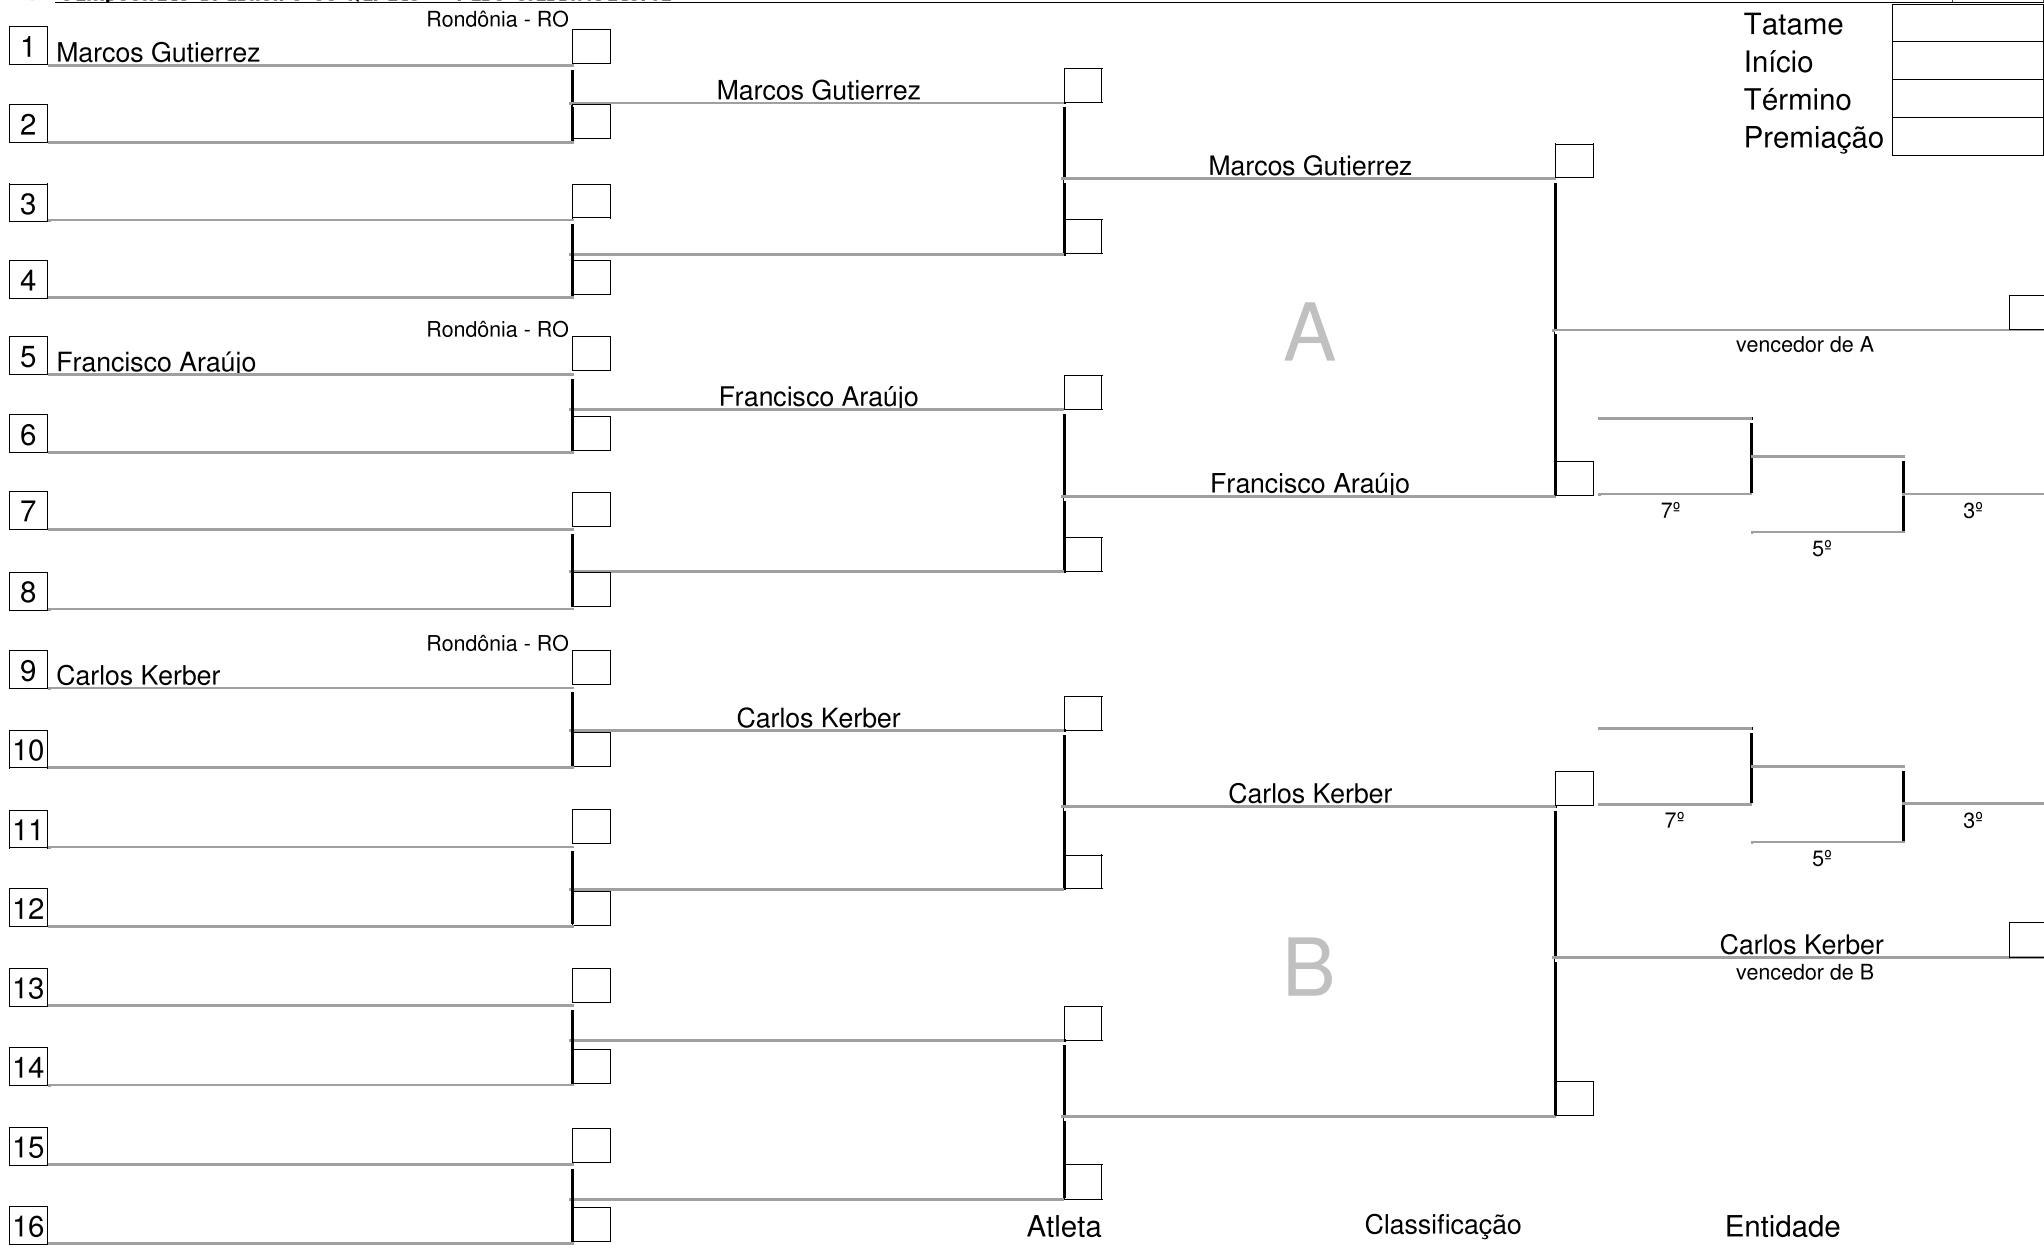 Rondônia - RO
Tatame
1 Marcos Gutierrez
Início
Marcos Gutierrez
Término
2
Premiação
Marcos Gutierrez
3
4
A
Rondônia - RO
vencedor de A
5 Francisco Araújo
Francisco Araújo
6
Francisco Araújo
7
7º
3º
5º
8
Rondônia - RO
9 Carlos Kerber
Carlos Kerber
10
Carlos Kerber
11
7º
3º
5º
12
Carlos Kerber
B
vencedor de B
13
14
15
16
Atleta
Classificação
Entidade